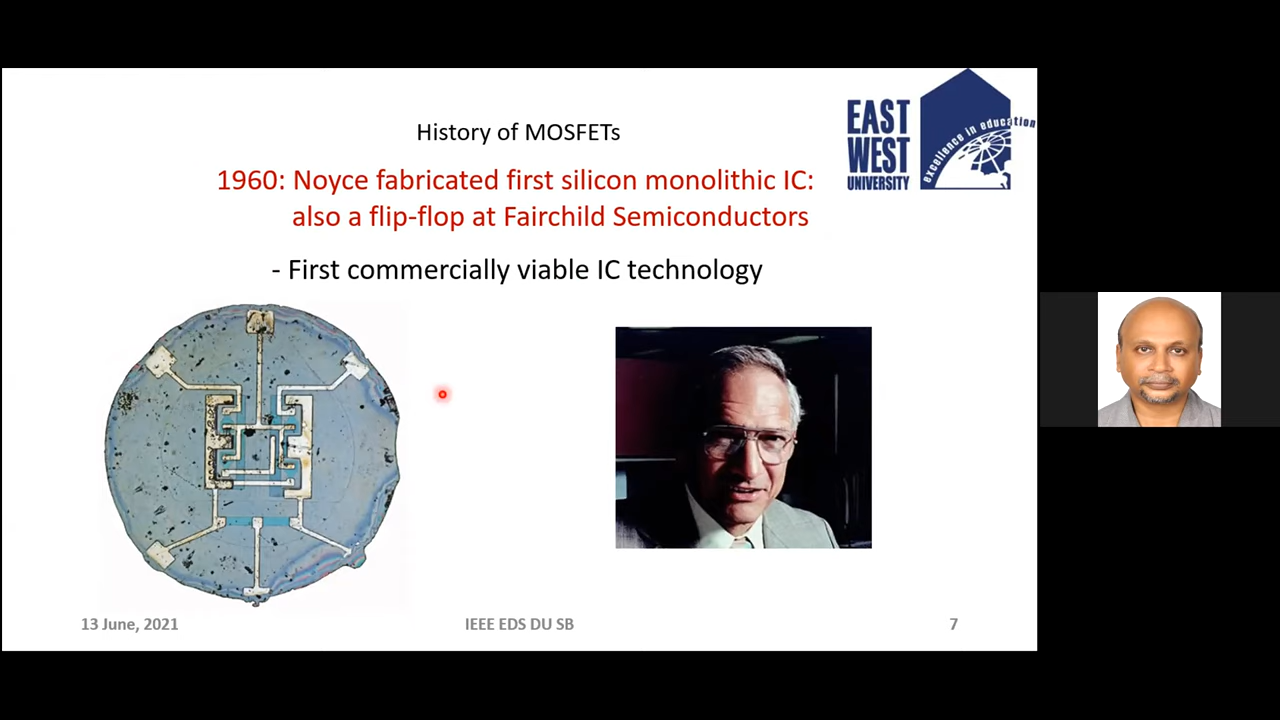 History of MOSFETs
1960: Noyce fabricated first silicon monolithic IC:
also a flip-flop at Fairchild Semiconductors
- First commercially viable IC technology
EAST
WEST
UNIVERSITY
excellence in education
13 June, 2021
IEEE EDS DU SB
7